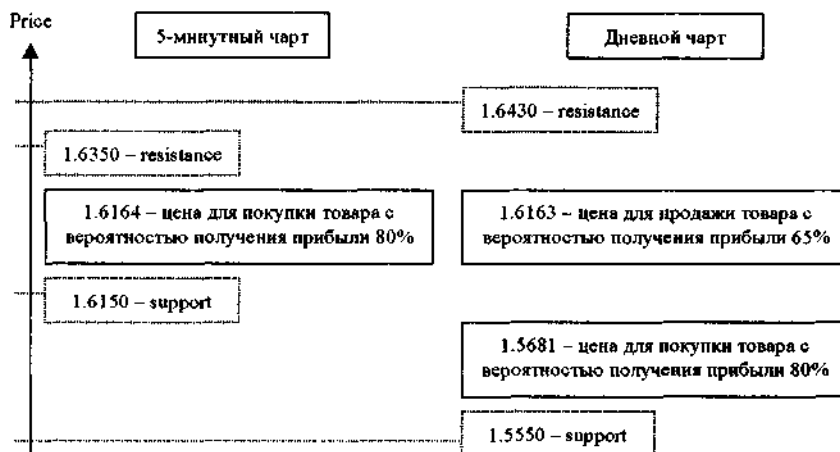 Price
5-минутный чарт
Дневной чарт
1.6430 – resistance
1.6350 – resistance
1.6164 – цена для покупки товара с
вероятностью получения прибыли 80%
1.6163 – цена для продажи товара с
вероятностью получения прибыли 65%
1.6150 – support
1.5681 – цена для покупки товара с
вероятностью получения прибыли 80%
1.5550 – support